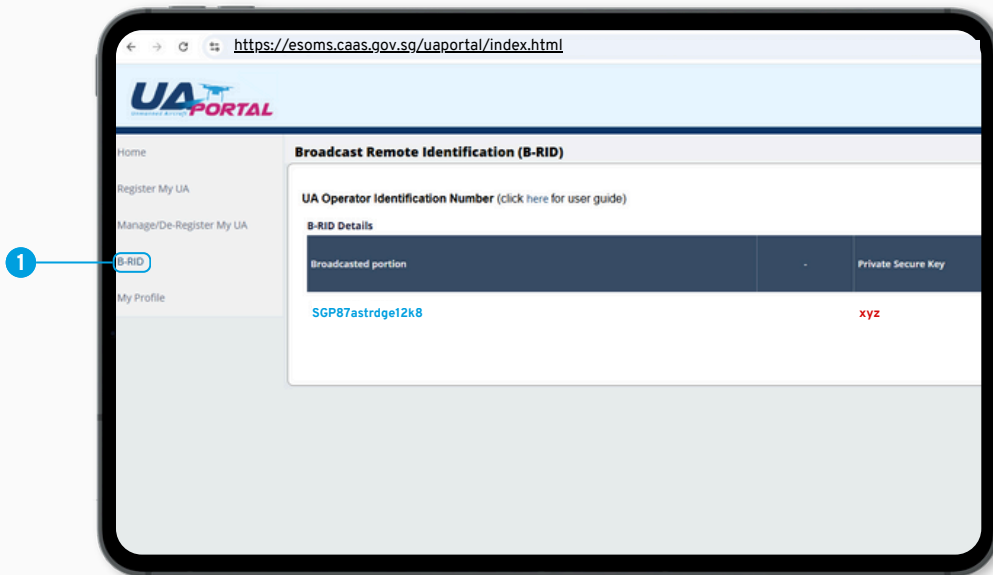 https://esoms.caas.gov.sg/uaportal/index.html
UA PORTAL
Unmanned Aircraft
Home
Broadcast Remote Identification (B-RID)
Register My UA
UA Operator Identification Number (click here for user guide)
Manage/De-Register My UA
B-RID Details
1
B-RID
Broadcasted portion - Private Secure Key
My Profile
SGP87astrdge12k8 xyz